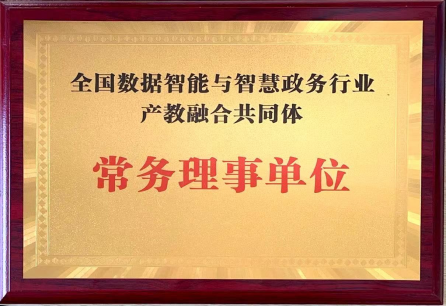 全国数据智能与智慧政务行业
产教融合共同体
常务理事单位